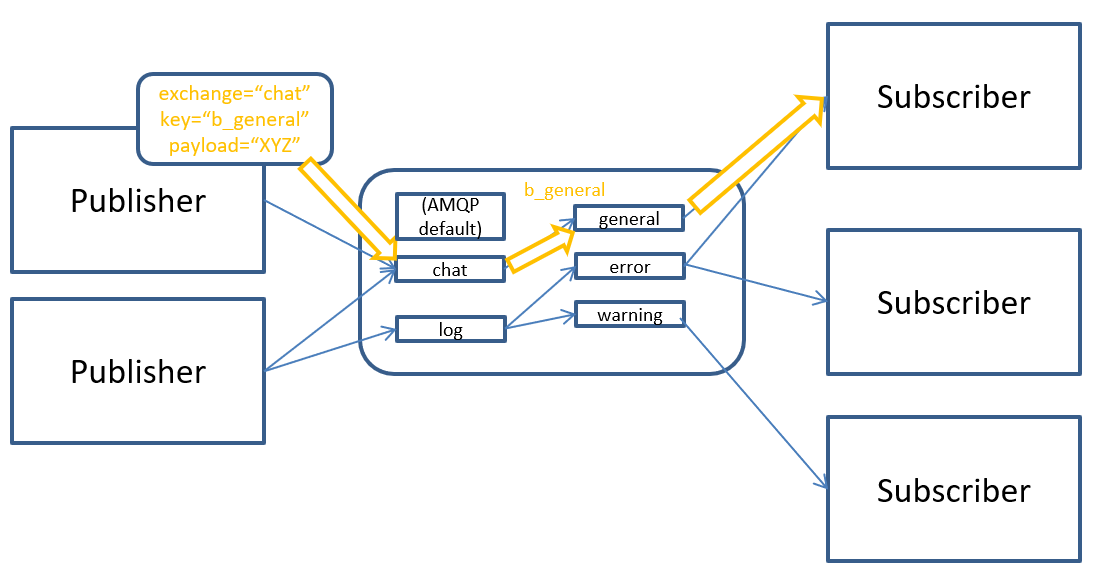 exchange=“chat”
key=“b_general”
payload=“XYZ”
Publisher
Publisher
(AMQP
default)
chat
log
b_general
general
error
warning
Subscriber
Subscriber
Subscriber